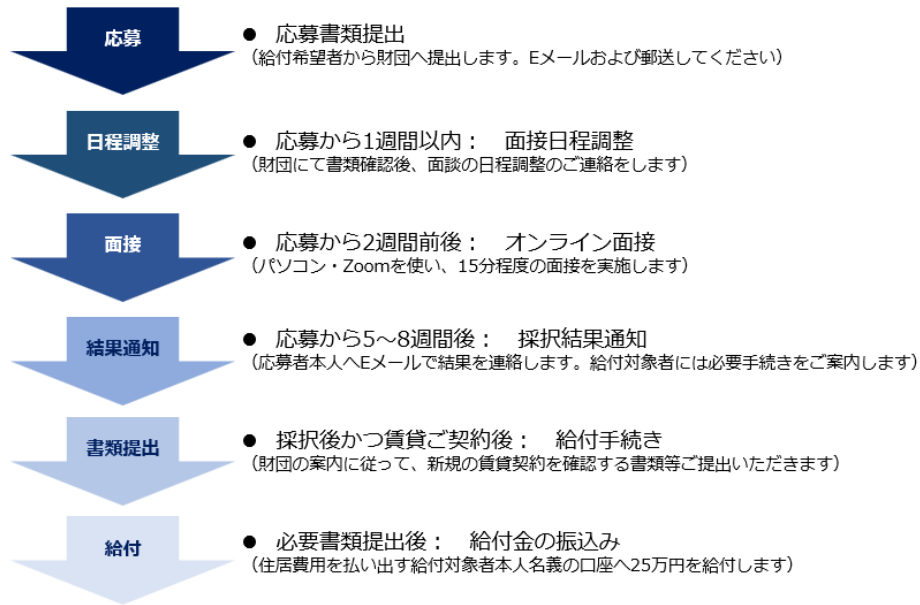 応募
● 応募書類提出
（給付希望者から財団へ提出します。Eメールおよび郵送してください）
日程調整
● 応募から1週間以内： 面接日程調整
（財団にて書類確認後、面談の日程調整のご連絡をします）
面接
● 応募から2週間前後： オンライン面接
（パソコン・Zoomを使い、15分程度の面接を実施します）
結果通知
● 応募から5～8週間後： 採択結果通知
（応募者本人へEメールで結果を連絡します。給付対象者には必要手続きをご案内します）
書類提出
● 採択後かつ賃貸ご契約後： 給付手続き
（財団の案内に従って、新規の賃貸契約を確認する書類等ご提出いただきます）
給付
● 必要書類提出後： 給付金の振込み
（住居費用を払い出す給付対象者本人名義の口座へ25万円を給付します）